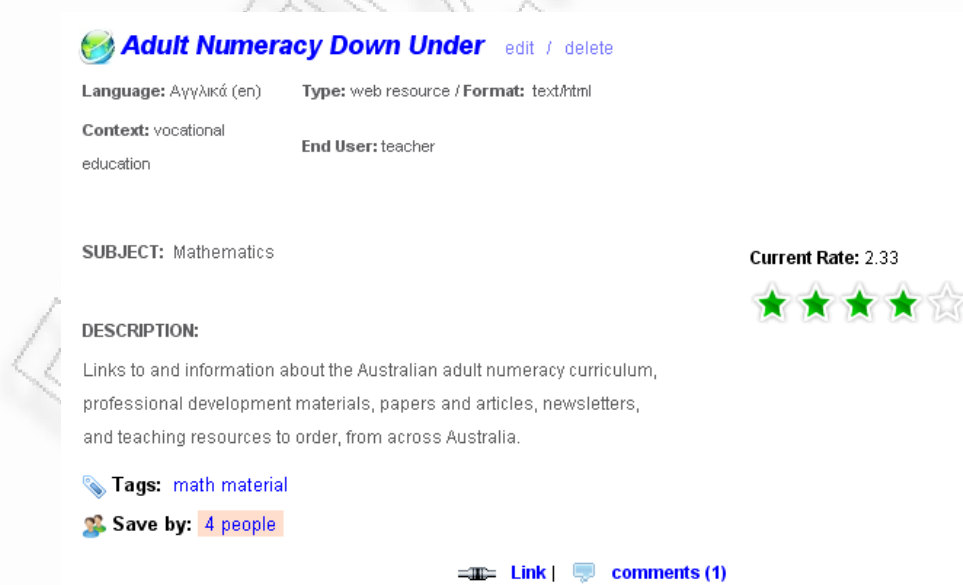 Adult Numeracy Down Under edit / delete
Language: Αγγλικά (en) Type: web resource / Format: text/html
Context: vocational
education
End User: teacher
SUBJECT: Mathematics
Current Rate: 2.33
DESCRIPTION:
Links to and information about the Australian adult numeracy curriculum,
professional development materials, papers and articles, newsletters,
and teaching resources to order, from across Australia.
Tags: math material
Save by: 4 people
Link | comments (1)